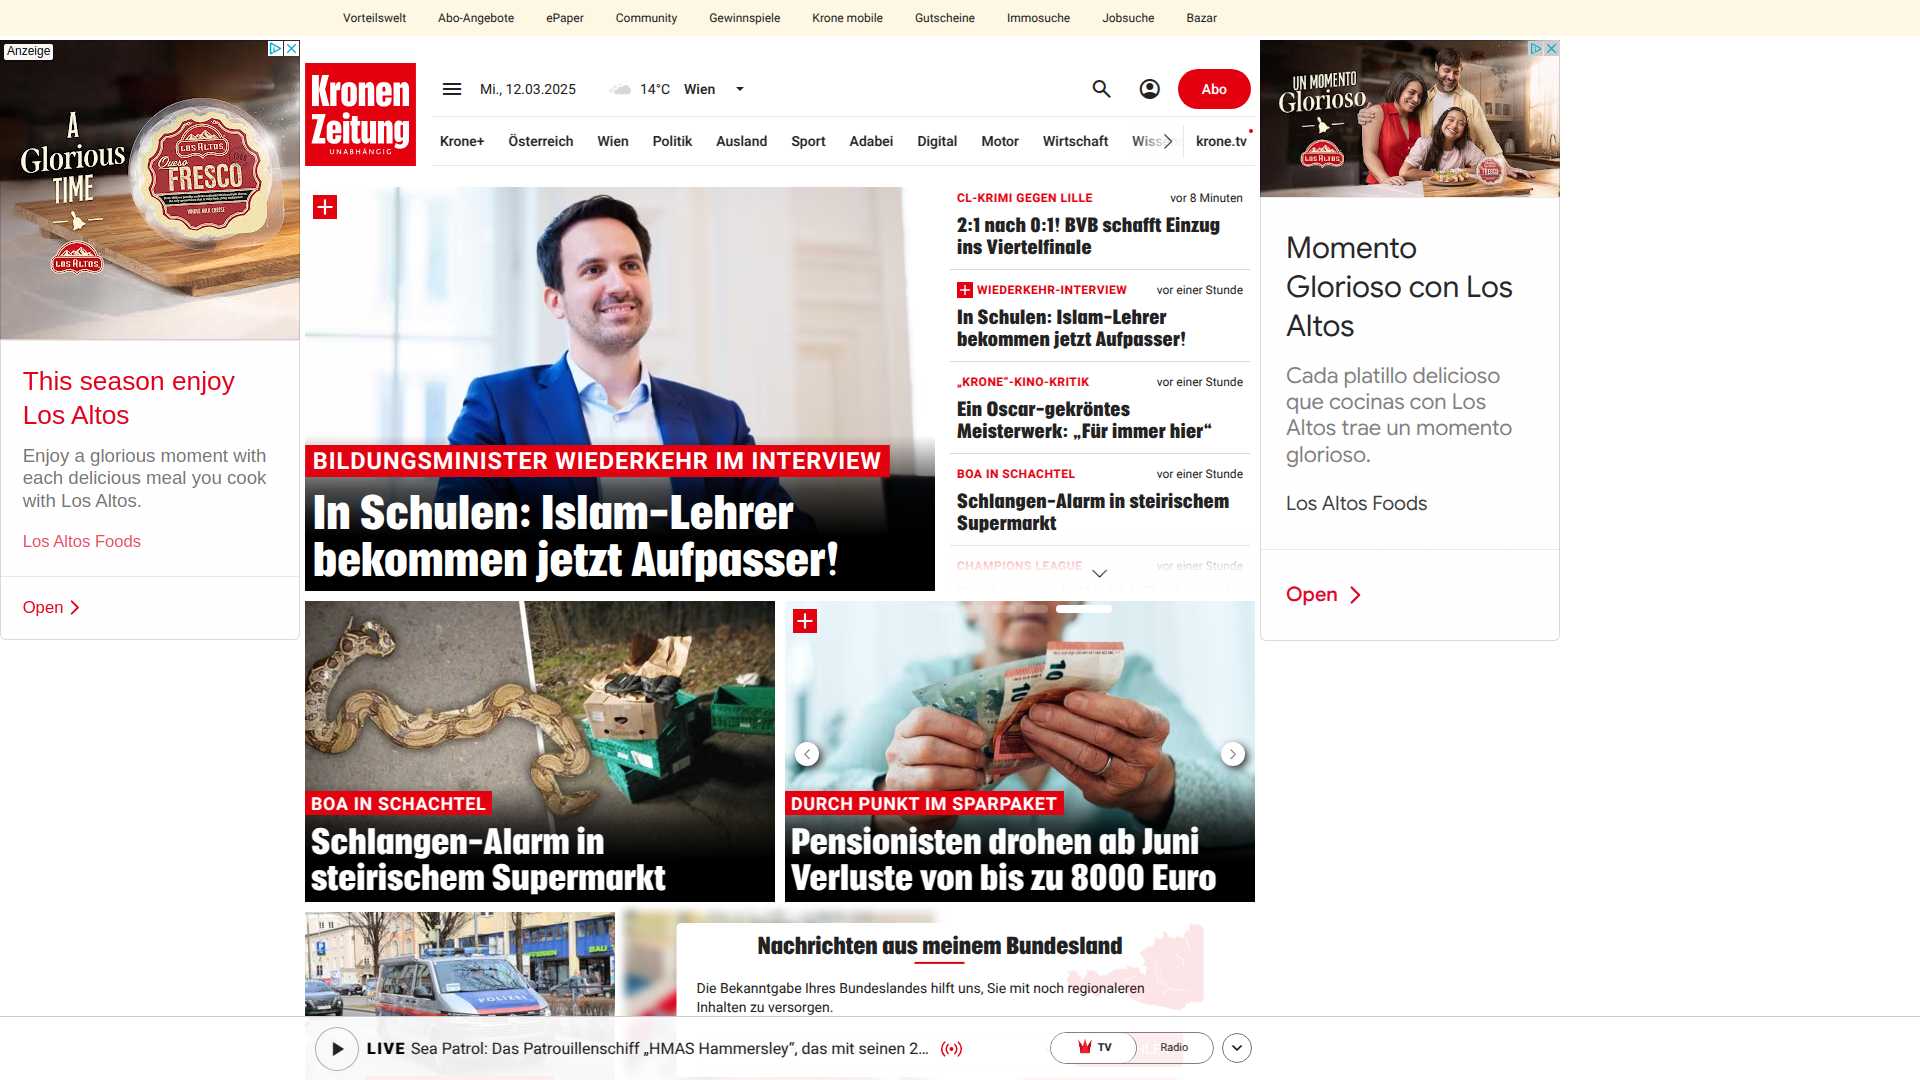 Vorteilswelt Abo-Angebote ePaper Community Gewinnspiele Krone mobile Gutscheine Immosuche Jobsuche Bazar
Anzeige
A
Glorious
TIME
LOS ALTOS
LOS ALTOS
Queso
FRESCO
WHOLE MILK CHEESE
This season enjoy
Los Altos
Enjoy a glorious moment with
each delicious meal you cook
with Los Altos.
Los Altos Foods
Open
Kronen
Zeitung
UNABHÄNGIG
Mi., 12.03.2025 14°C Wien
Abo
Krone+ Österreich Wien Politik Ausland Sport Adabei Digital Motor Wirtschaft Wiss krone.tv
BILDUNGSMINISTER WIEDERKEHR IM INTERVIEW
In Schulen: Islam-Lehrer
bekommen jetzt Aufpasser!
CL-KRIMI GEGEN LILLE vor 8 Minuten
2:1 nach 0:1! BVB schafft Einzug
ins Viertelfinale
WIEDERKEHR-INTERVIEW vor einer Stunde
In Schulen: Islam-Lehrer
bekommen jetzt Aufpasser!
„KRONE“-KINO-KRITIK vor einer Stunde
Ein Oscar-gekröntes
Meisterwerk: „Für immer hier“
BOA IN SCHACHTEL vor einer Stunde
Schlangen-Alarm in steirischem
Supermarkt
CHAMPIONS LEAGUE vor einer Stunde
BOA IN SCHACHTEL
Schlangen-Alarm in
steirischem Supermarkt
10
10
DURCH PUNKT IM SPARPAKET
Pensionisten drohen ab Juni
Verluste von bis zu 8000 Euro
UN MOMENTO
Glorioso
LOS ALTOS
Momento
Glorioso con Los
Altos
Cada platillo delicioso
que cocinas con Los
Altos trae un momento
glorioso.
Los Altos Foods
Open
P
POLIZEI
Nachrichten aus meinem Bundesland
Die Bekanntgabe Ihres Bundeslandes hilft uns, Sie mit noch regionaleren
Inhalten zu versorgen.
LIVE Sea Patrol: Das Patrouillenschiff „HMAS Hammersley“, das mit seinen 2...
TV Radio